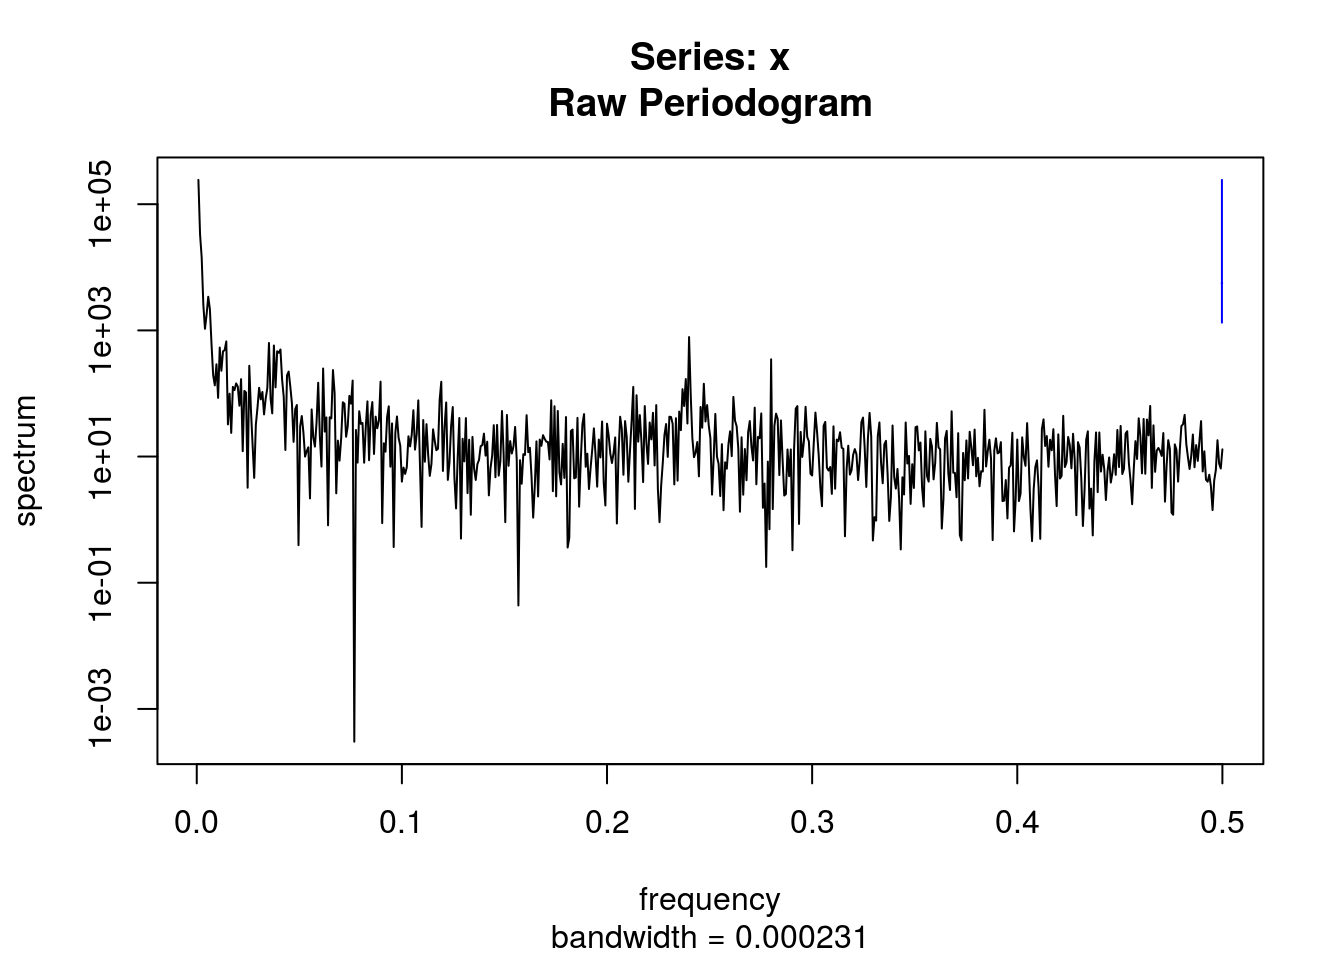 Series: x
Raw Periodogram
spectrum
1e+05
1e+03
1e+01
1e-01
1e-03
0.0 0.1 0.2 0.3 0.4 0.5
frequency
bandwidth = 0.000231